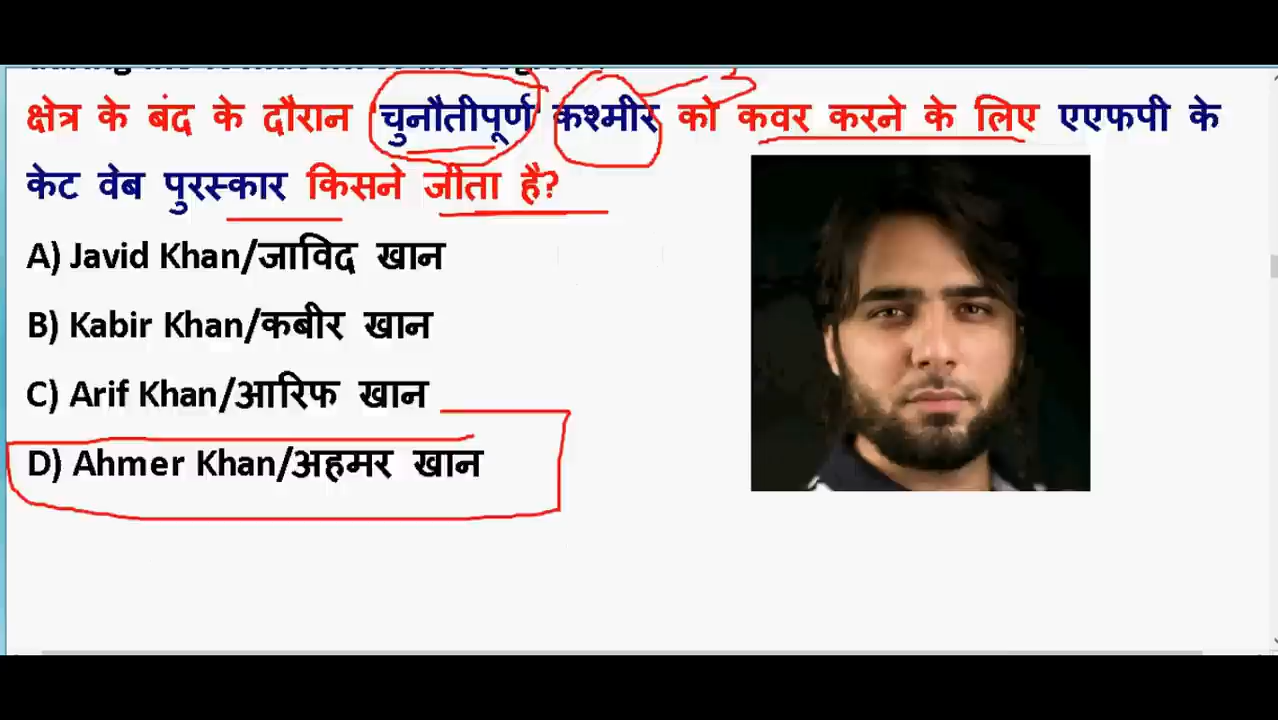 क्षेत्र के बंद के दौरान चुनौतीपूर्ण कश्मीर को कवर करने के लिए एएफपी के
केट वेब पुरस्कार किसने जीता है?
A) Javid Khan/जाविद खान
B) Kabir Khan/कबीर खान
C) Arif Khan/आरिफ खान
D) Ahmer Khan/अहमर खान